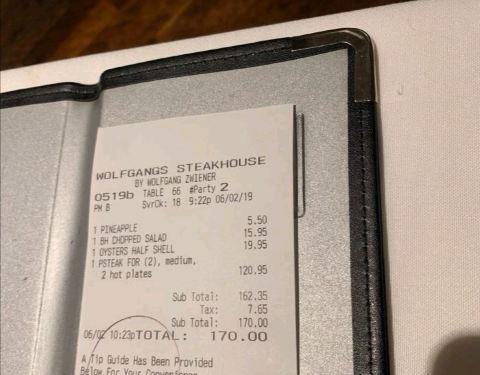 WOLFGANGS STEAKHOUSE
BY WOLFGANG ZWIENER
0519b TABLE 66 #Party 2
PM B SvrCk: 18 9:22p 06/02/19
1 PINEAPPLE 5.50
1 BH CHOPPED SALAD 15.95
1 OYSTERS HALF SHELL 19.95
1 PSTEAK FOR (2), medium,
2 hot plates 120.95
Sub Total: 162.35
Tax: 7.65
Sub Total: 170.00
06/02 10:23pTOTAL: 170.00
A Tip Guide Has Been Provided
Below For Your Convenience